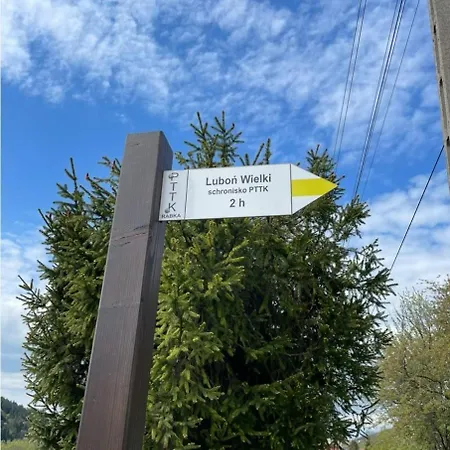 PTTK
RABKA
Luboń Wielki
schronisko PTTK
2 h